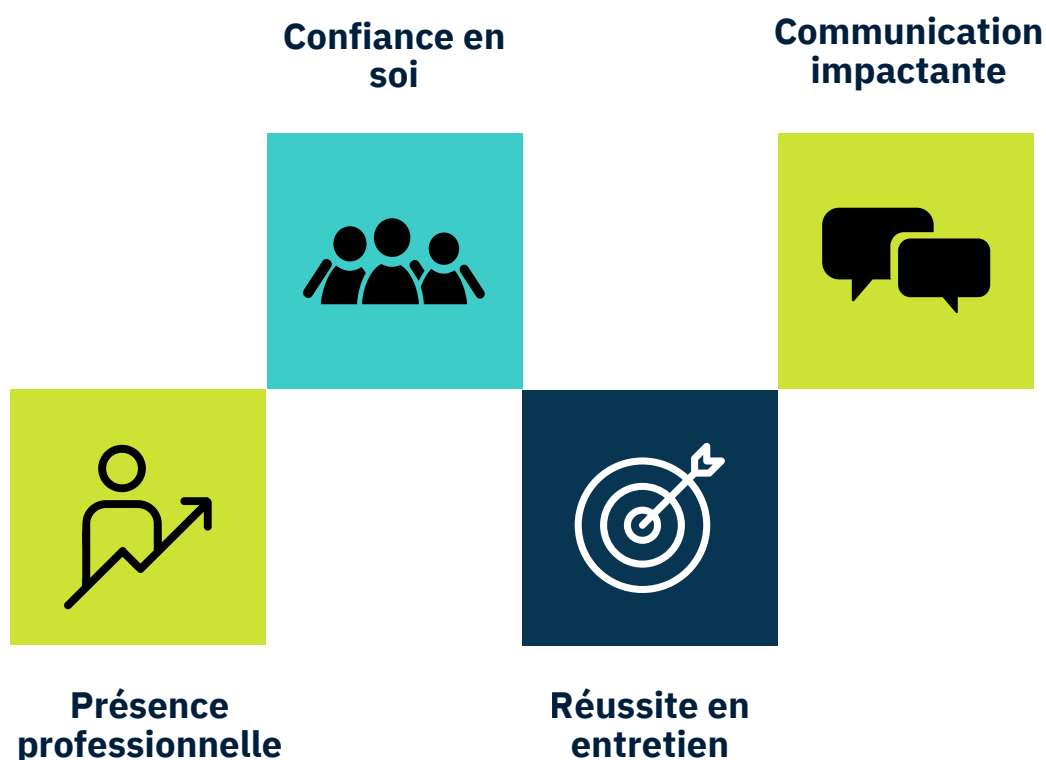 Confiance en
soi
Communication
impactante
Présence
professionnelle
Réussite en
entretien